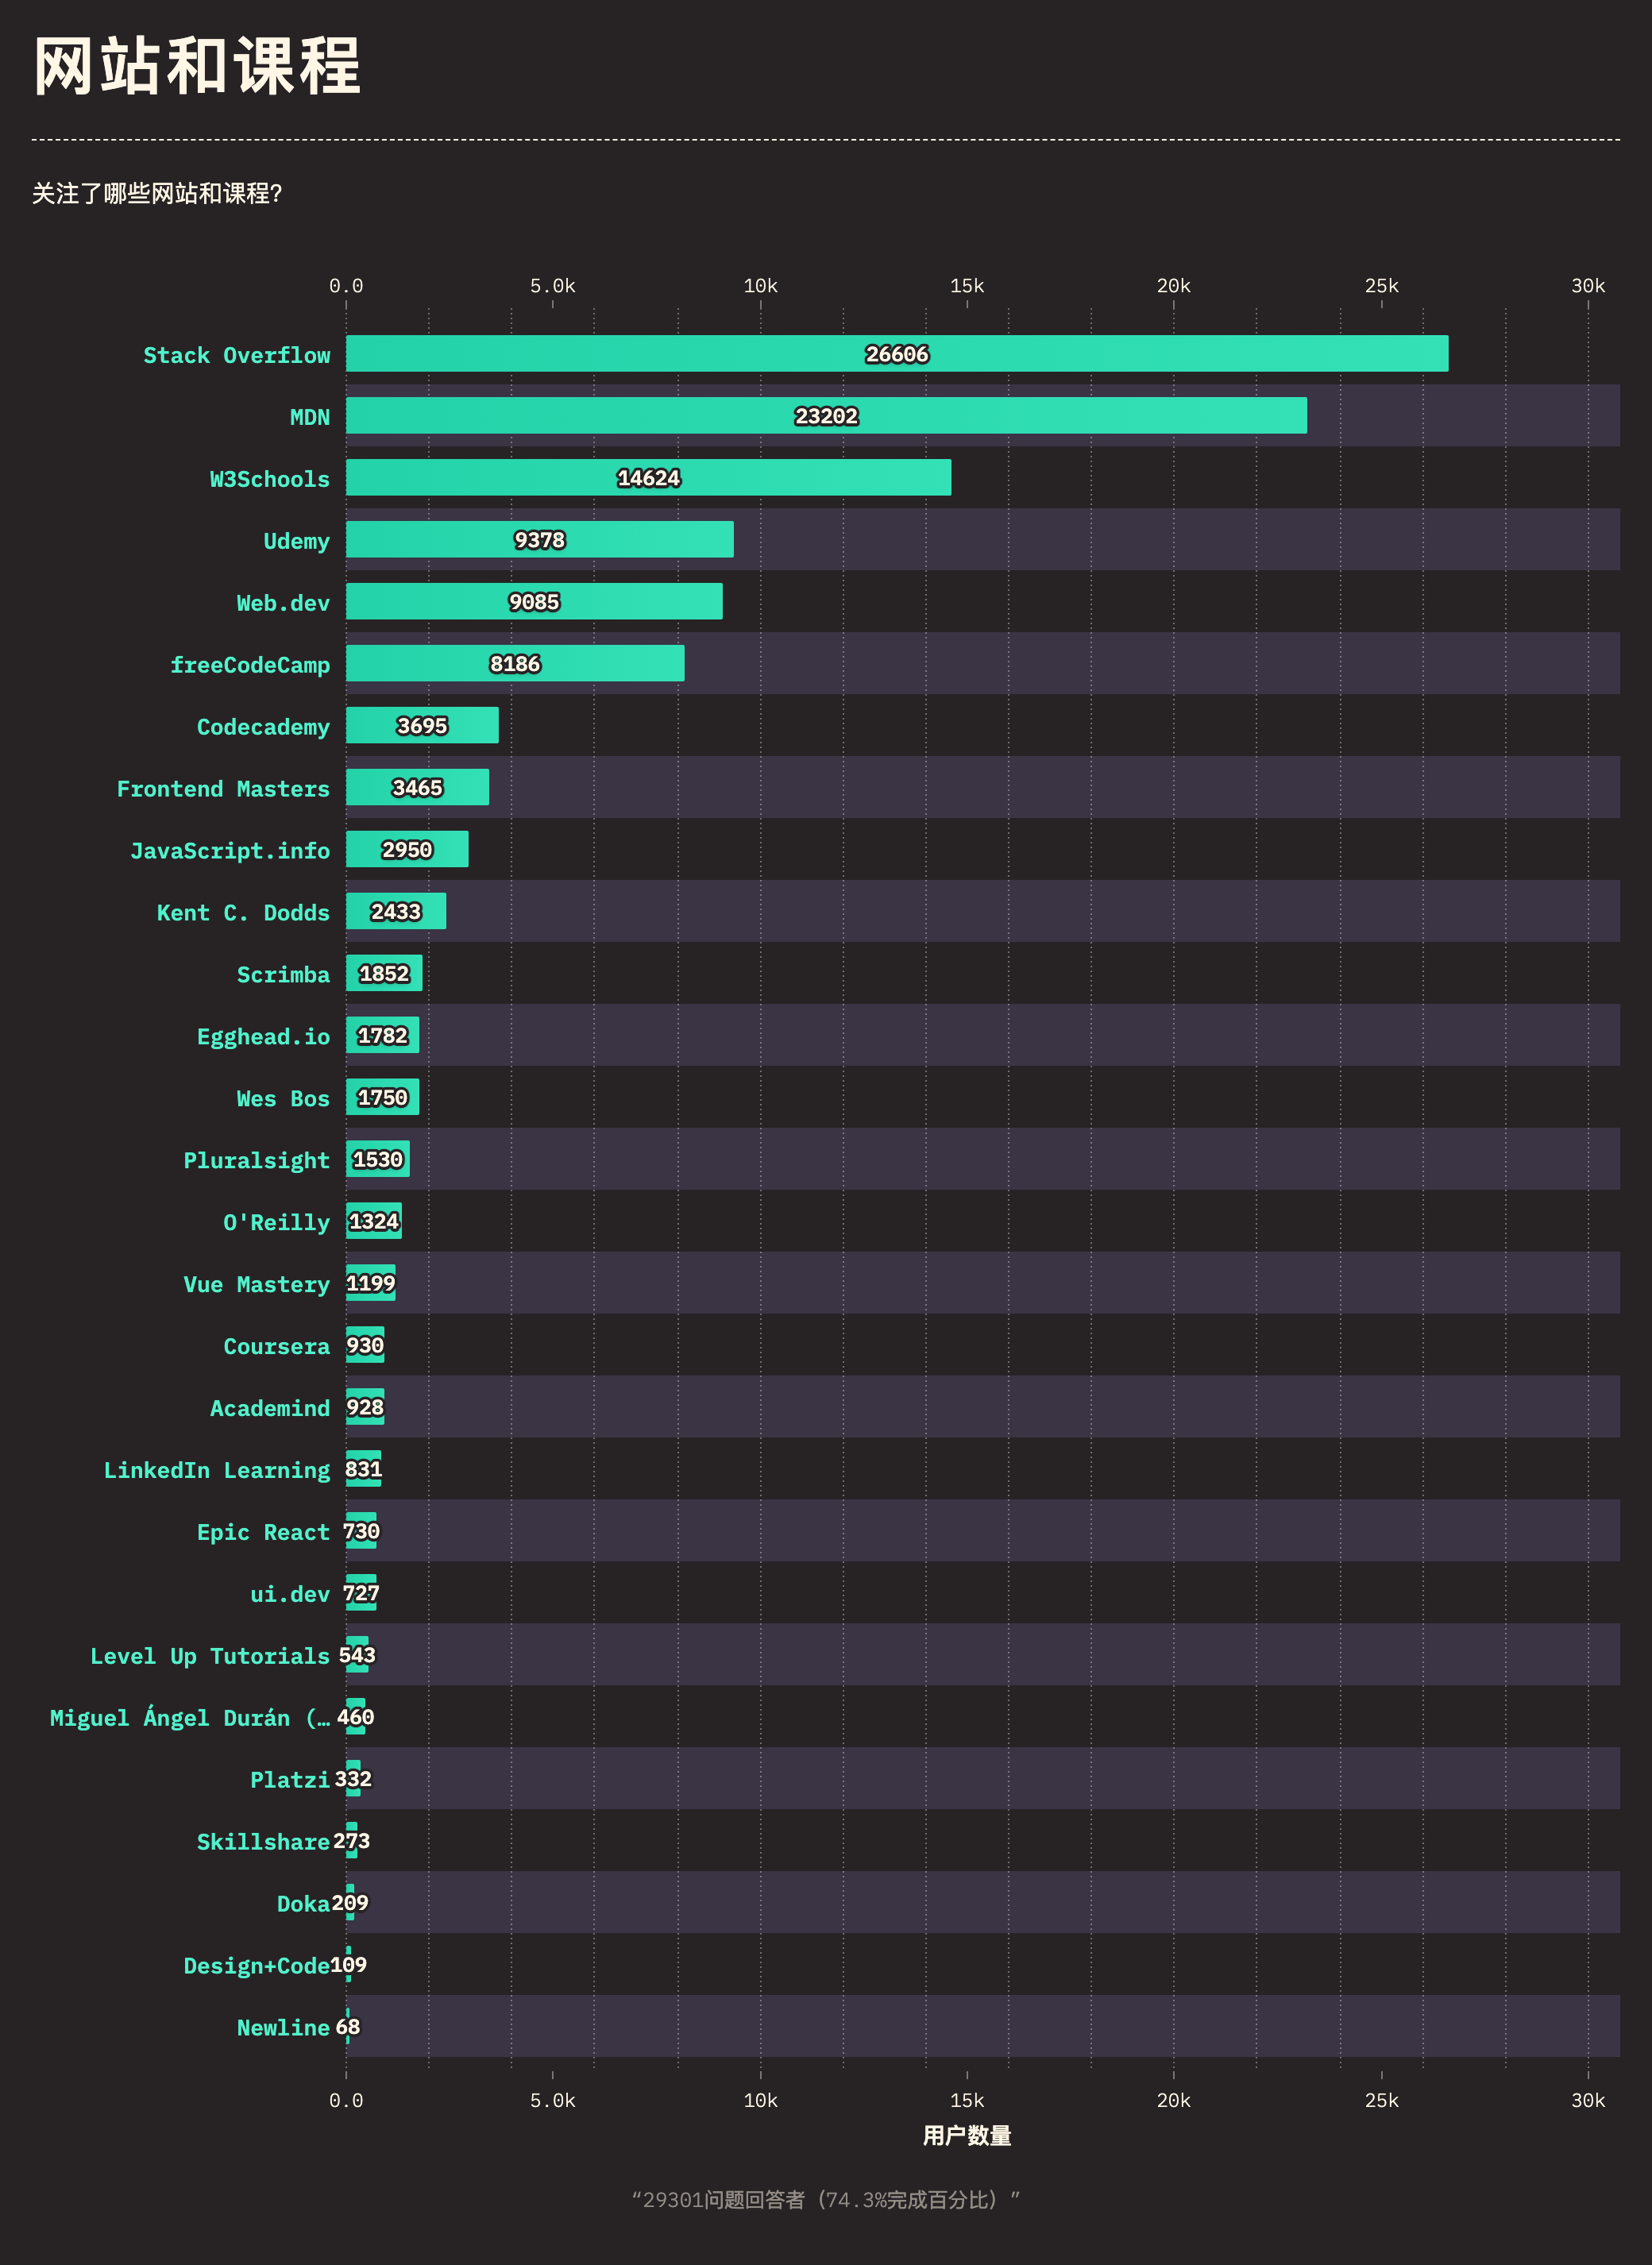 网站和课程
关注了哪些网站和课程?
0.0 5.0k 10k 15k 20k 25k 30k
Stack Overflow 26606
MDN 23202
W3Schools 14624
Udemy 9378
Web.dev 9085
freeCodeCamp 8186
Codecademy 3695
Frontend Masters 3465
JavaScript.info 2950
Kent C. Dodds 2433
Scrimba 1852
Egghead.io 1782
Wes Bos 1750
Pluralsight 1530
O'Reilly 1324
Vue Mastery 1199
Coursera 930
Academind 928
LinkedIn Learning 831
Epic React 730
ui.dev 727
Level Up Tutorials 543
Miguel Ángel Durán (… 460
Platzi 332
Skillshare 273
Doka 209
Design+Code 109
Newline 68
0.0 5.0k 10k 15k 20k 25k 30k
用户数量
“29301问题回答者（74.3%完成百分比）”